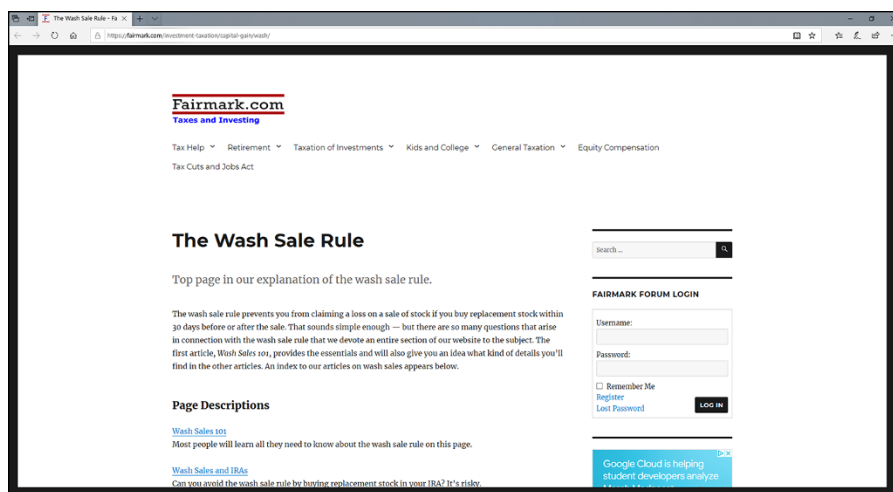 The Wash Sale Rule - Fa
https://fairmark.com/investment-taxation/capital-gain/wash/
Fairmark.com
Taxes and Investing
Tax Help Retirement Taxation of Investments Kids and College General Taxation Equity Compensation
Tax Cuts and Jobs Act
The Wash Sale Rule
Top page in our explanation of the wash sale rule.
The wash sale rule prevents you from claiming a loss on a sale of stock if you buy replacement stock within
30 days before or after the sale. That sounds simple enough — but there are so many questions that arise
in connection with the wash sale rule that we devote an entire section of our website to the subject. The
first article, Wash Sales 101, provides the essentials and will also give you an idea what kind of details you'll
find in the other articles. An index to our articles on wash sales appears below.
Page Descriptions
Wash Sales 101
Most people will learn all they need to know about the wash sale rule on this page.
Wash Sales and IRAs
Can you avoid the wash sale rule by buying replacement stock in your IRA? It's risky.
Search ...
FAIRMARK FORUM LOGIN
Username:
Password:
Remember Me
Register
Lost Password
LOG IN
Google Cloud is helping
student developers analyze